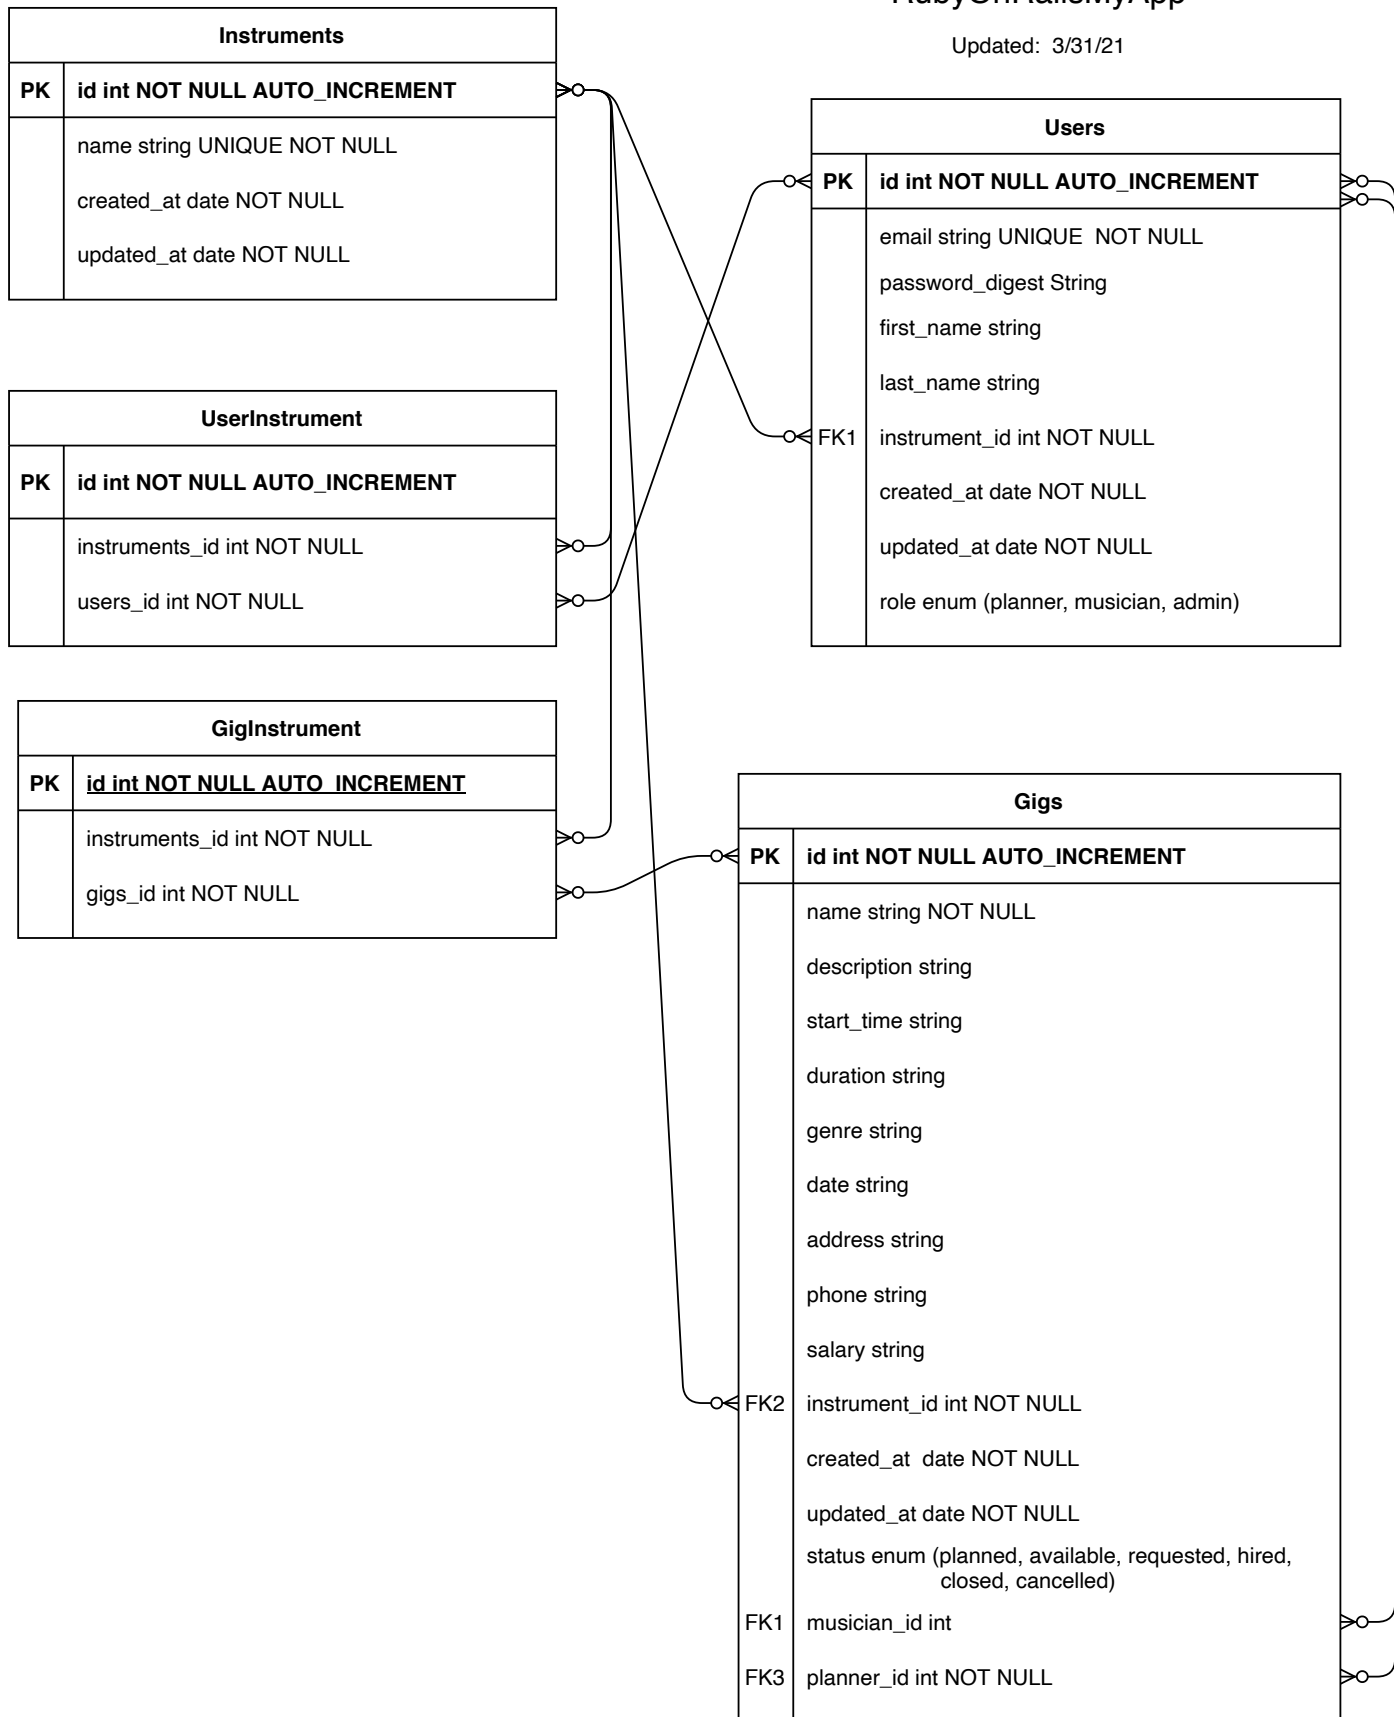 RubyOnRailsMyApp
Updated: 3/31/21
Instruments
PK id int NOT NULL AUTO_INCREMENT
name string UNIQUE NOT NULL
created_at date NOT NULL
updated_at date NOT NULL
Users
PK id int NOT NULL AUTO_INCREMENT
email string UNIQUE NOT NULL
password_digest String
first_name string
last_name string
FK1 instrument_id int NOT NULL
created_at date NOT NULL
updated_at date NOT NULL
role enum (planner, musician, admin)
UserInstrument
PK id int NOT NULL AUTO_INCREMENT
instruments_id int NOT NULL
users_id int NOT NULL
GigInstrument
PK id int NOT NULL AUTO_INCREMENT
instruments_id int NOT NULL
gigs_id int NOT NULL
Gigs
PK id int NOT NULL AUTO_INCREMENT
name string NOT NULL
description string
start_time string
duration string
genre string
date string
address string
phone string
salary string
FK2 instrument_id int NOT NULL
created_at date NOT NULL
updated_at date NOT NULL
status enum (planned, available, requested, hired,
closed, cancelled)
FK1 musician_id int
FK3 planner_id int NOT NULL